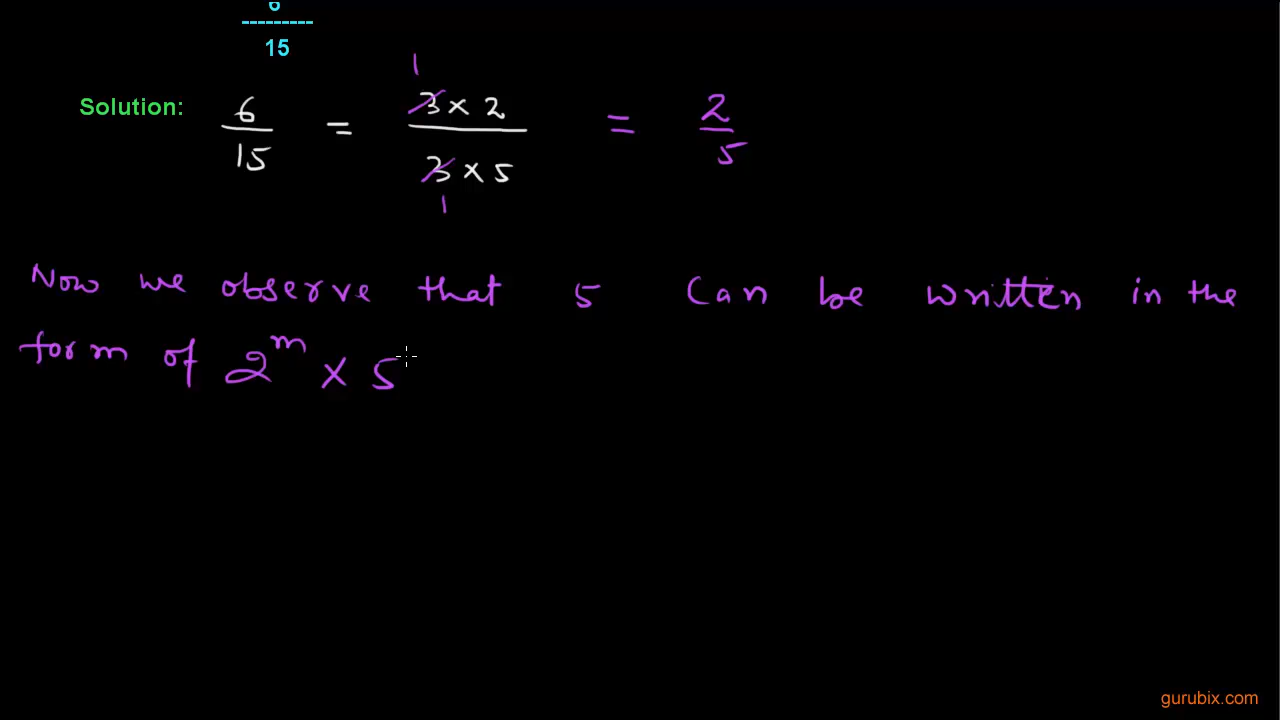 6
---------
15
Solution: 6/15 = 3 × 2 / 3 × 5 = 2/5
1
1
Now we observe that 5 can be written in the
form of 2^m × 5
gurubix.com